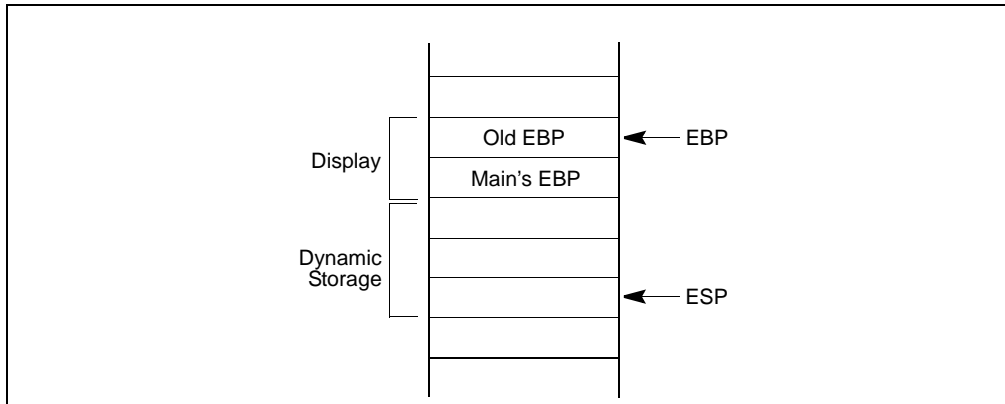 Old EBP
EBP
Display
Main's EBP
Dynamic
Storage
ESP